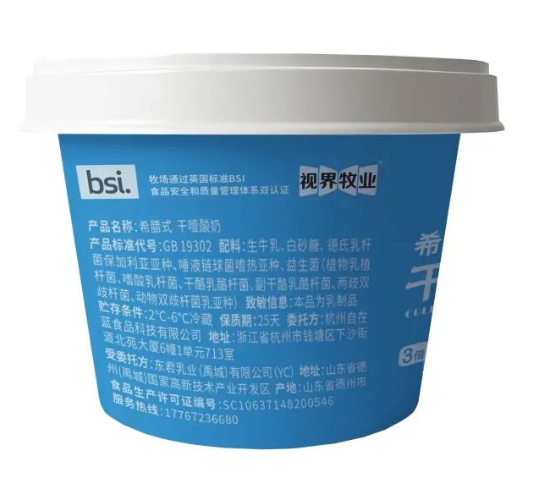 bsi.
牧场通过英国标准BSI
食品安全和质量管理体系双认证
视界牧业
产品名称:希腊式 干噎酸奶
产品标准代号:GB 19302 配料:生牛乳、白砂糖、德氏乳杆
菌保加利亚亚种、唾液链球菌嗜热亚种、益生菌(植物乳植
杆菌、嗜酸乳杆菌、干酪乳酪杆菌、副干酪乳酪杆菌、两歧双
歧杆菌、动物双歧杆菌乳亚种) 致敏信息:本品为乳制品
贮存条件:2°C-6°C冷藏 保质期:25天 委托方:杭州自在
蓝食品科技有限公司 地址:浙江省杭州市钱塘区下沙街
道北苑大厦6幢1单元713室
受委托方:东君乳业(禹城)有限公司(YC) 地址:山东省德
州(禹城)国家高新技术产业开发区 产地:山东省德州市
食品生产许可证编号:SC10637148200546
服务热线:17767236680
希
干
3倍